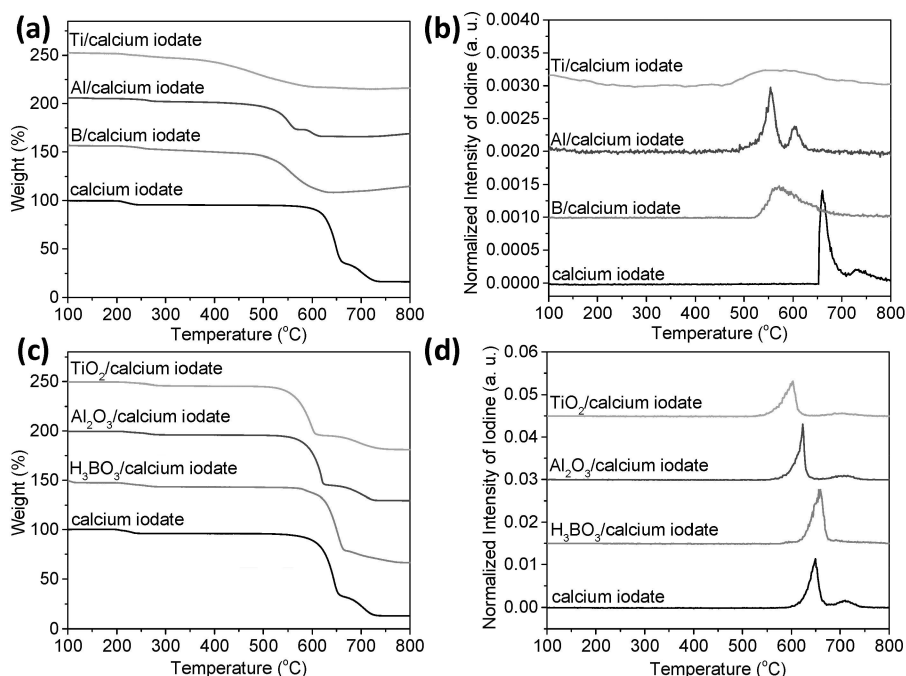 (a)
Ti/calcium iodate
Al/calcium iodate
B/calcium iodate
calcium iodate
Weight (%)
250
200
150
100
50
0
100 200 300 400 500 600 700 800
Temperature (°C)
(b)
Ti/calcium iodate
Al/calcium iodate
B/calcium iodate
calcium iodate
Normalized Intensity of Iodine (a. u.)
0.0040
0.0035
0.0030
0.0025
0.0020
0.0015
0.0010
0.0005
0.0000
100 200 300 400 500 600 700 800
Temperature (°C)
(c)
TiO₂/calcium iodate
Al₂O₃/calcium iodate
H₃BO₃/calcium iodate
calcium iodate
Weight (%)
250
200
150
100
50
0
100 200 300 400 500 600 700 800
Temperature (°C)
(d)
TiO₂/calcium iodate
Al₂O₃/calcium iodate
H₃BO₃/calcium iodate
calcium iodate
Normalized Intensity of Iodine (a. u.)
0.06
0.05
0.04
0.03
0.02
0.01
0.00
100 200 300 400 500 600 700 800
Temperature (°C)